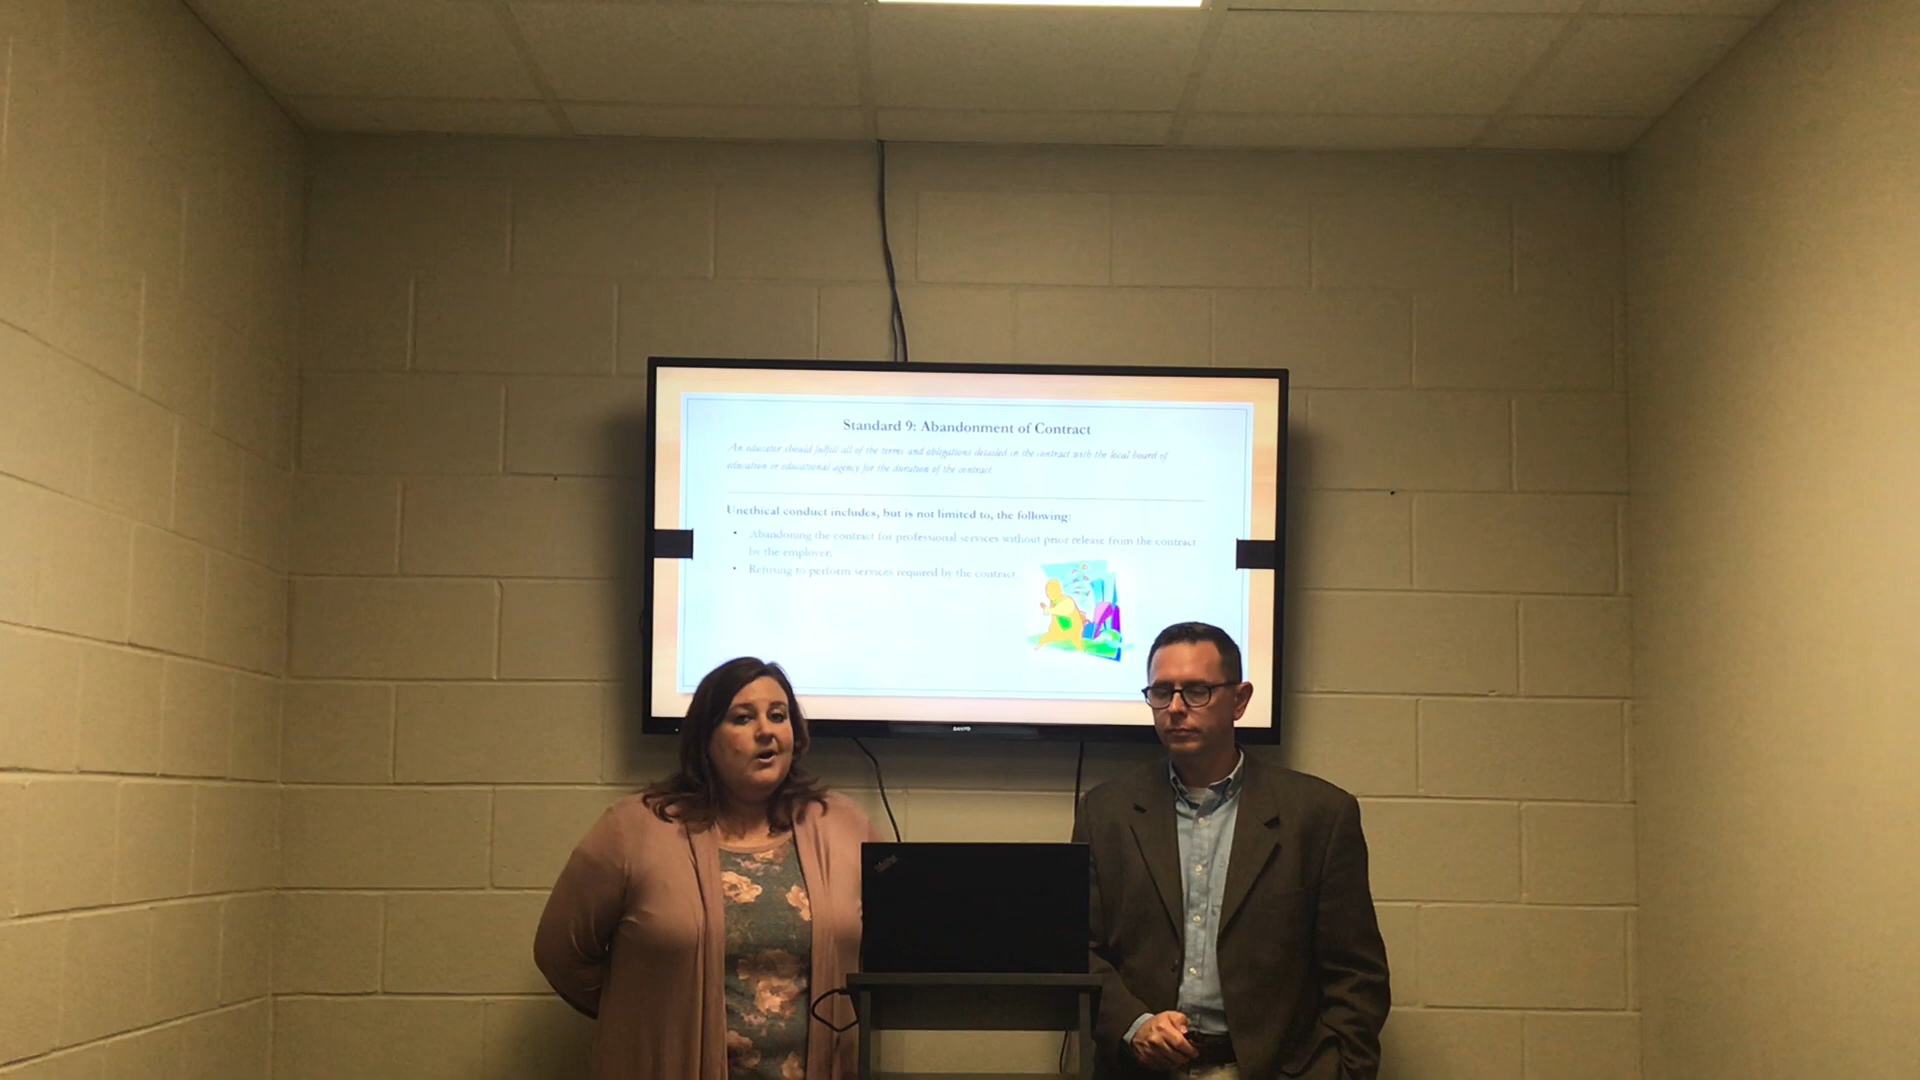 Standard 9: Abandonment of Contract
An educator should fulfill all of the terms and obligations detailed in the contract with the local board of
education or educational agency for the duration of the contract.
Unethical conduct includes, but is not limited to, the following:
• Abandoning the contract for professional services without prior release from the contract
by the employer.
• Refusing to perform services required by the contract.
SANYO
ThinkPad